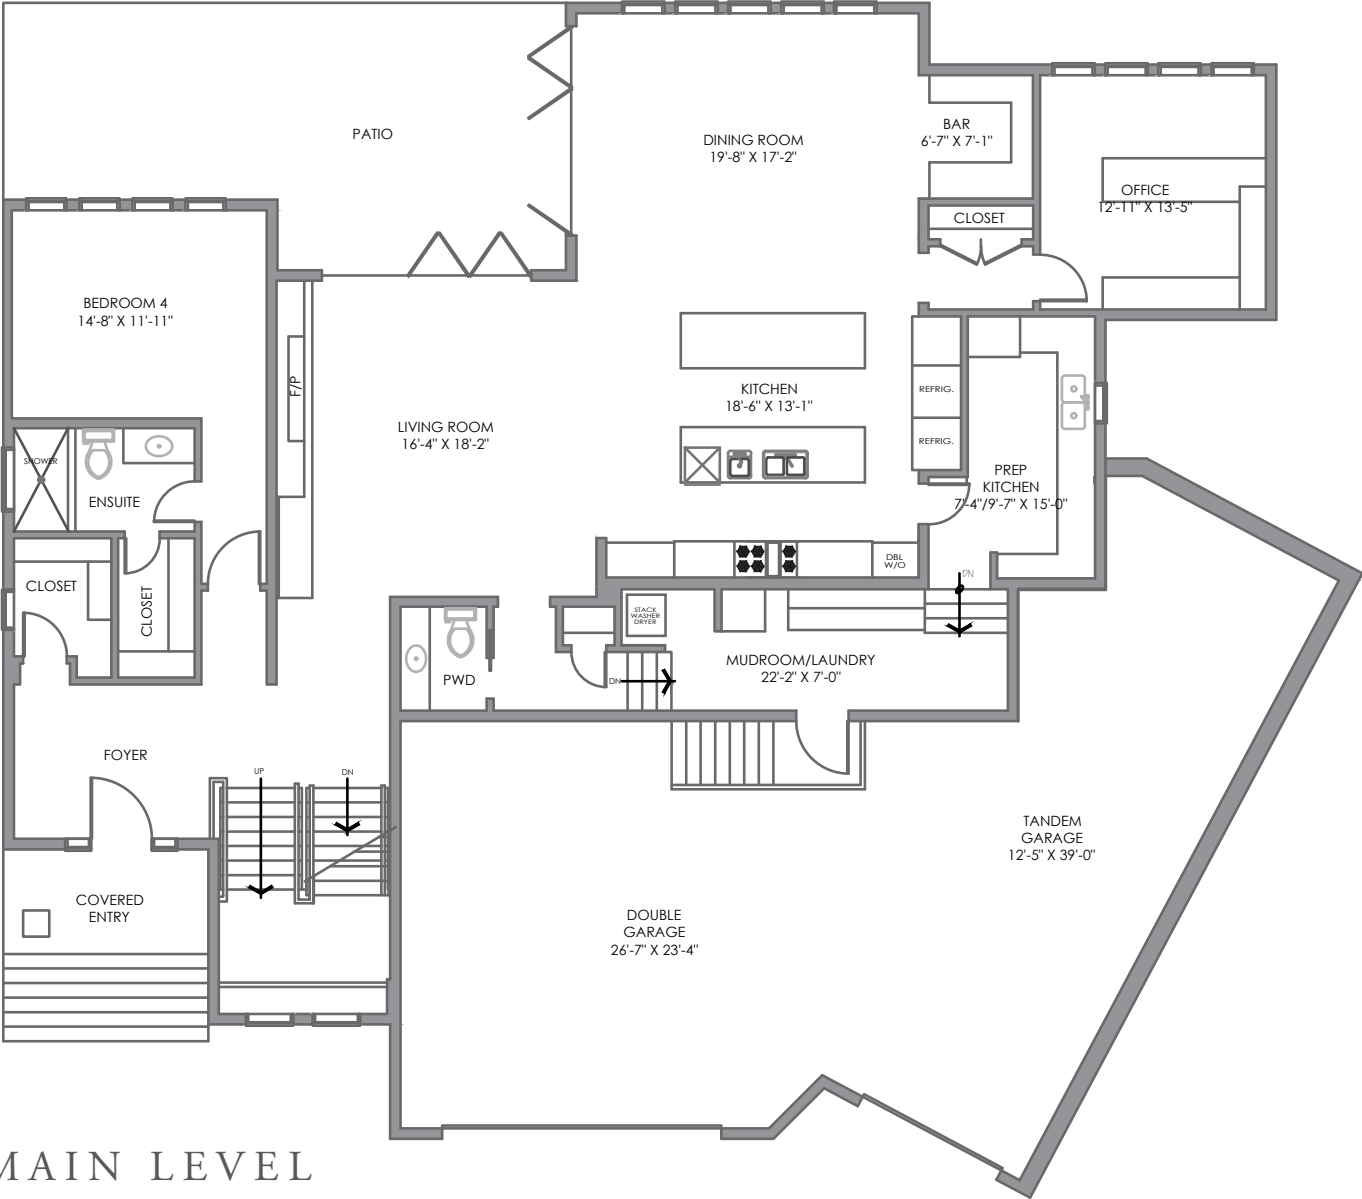 PATIO
DINING ROOM
19'-8" X 17'-2"
BAR
6'-7" X 7'-1"
OFFICE
12'-11" X 13'-5"
CLOSET
BEDROOM 4
14'-8" X 11'-11"
F/P
LIVING ROOM
16'-4" X 18'-2"
KITCHEN
18'-6" X 13'-1"
REFRIG.
REFRIG.
PREP
KITCHEN
7'-4"/9'-7" X 15'-0"
SHOWER
ENSUITE
CLOSET
CLOSET
DBL
W/O
DN
STACK
WASHER
DRYER
PWD
DN
MUDROOM/LAUNDRY
22'-2" X 7'-0"
FOYER
UP
DN
COVERED
ENTRY
DOUBLE
GARAGE
26'-7" X 23'-4"
TANDEM
GARAGE
12'-5" X 39'-0"
MAIN LEVEL